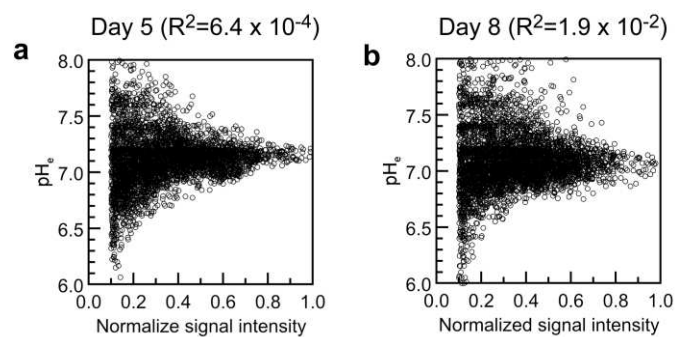 a
Day 5 (R²=6.4 x 10⁻⁴)
8.0
7.5
7.0
6.5
6.0
pHₑ
0.0 0.2 0.4 0.6 0.8 1.0
Normalize signal intensity
b
Day 8 (R²=1.9 x 10⁻²)
8.0
7.5
7.0
6.5
6.0
pHₑ
0.0 0.2 0.4 0.6 0.8 1.0
Normalized signal intensity